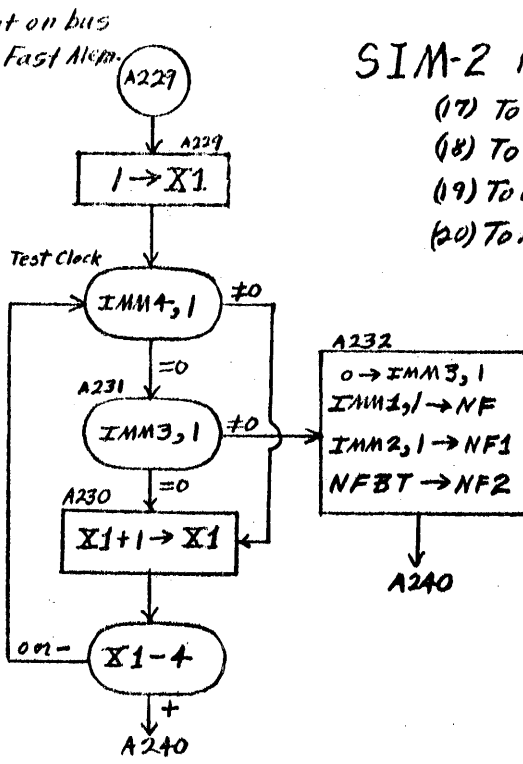 t on bus
Fast Mem.
A229
SIM-2
(17) To
(18) To
(19) To
(20) To
A229
1 → X1
Test Clock
IMM4, 1
≠0
=0
A231
IMM3, 1
≠0
=0
A232
0 → IMM3, 1
IMM1, 1 → NF
IMM2, 1 → NF1
NFBT → NF2
A240
A230
X1+1 → X1
X1-4
0 or -
+
A240